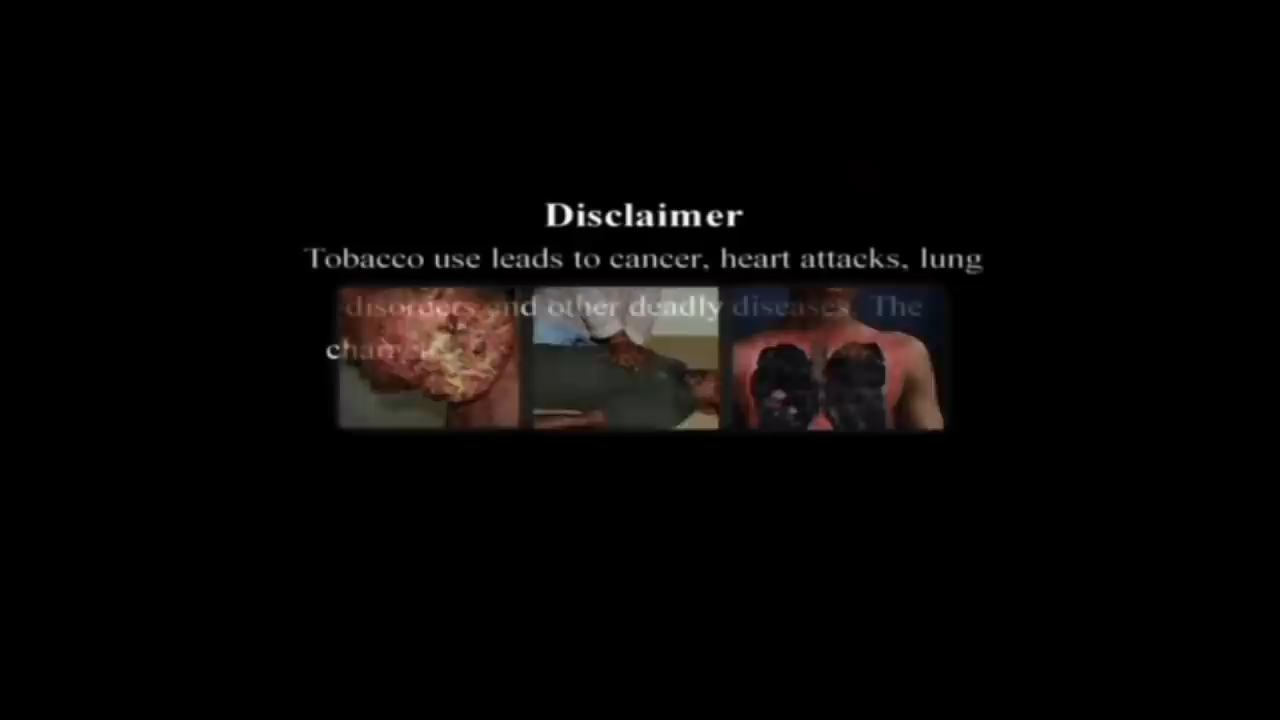 Disclaimer
Tobacco use leads to cancer, heart attacks, lung
disorders and other deadly diseases. The